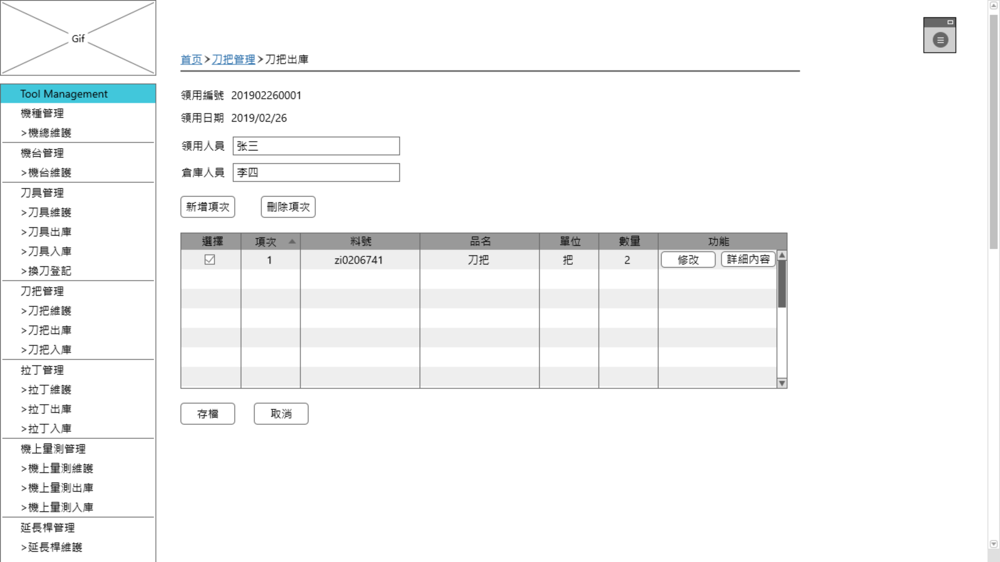 Gif
Tool Management
機種管理
>機總維護
機台管理
>機台維護
刀具管理
>刀具維護
>刀具出庫
>刀具入庫
>換刀登記
刀把管理
>刀把維護
>刀把出庫
>刀把入庫
拉丁管理
>拉丁維護
>拉丁出庫
>拉丁入庫
機上量測管理
>機上量測維護
>機上量測出庫
>機上量測入庫
延長桿管理
>延長桿維護
首页>刀把管理>刀把出庫
領用編號 201902260001
領用日期 2019/02/26
領用人員 张三
倉庫人員 李四
新增項次 刪除項次
選擇 項次 料號 品名 單位 數量 功能
1 zi0206741 刀把 把 2 修改 詳細內容
存檔 取消